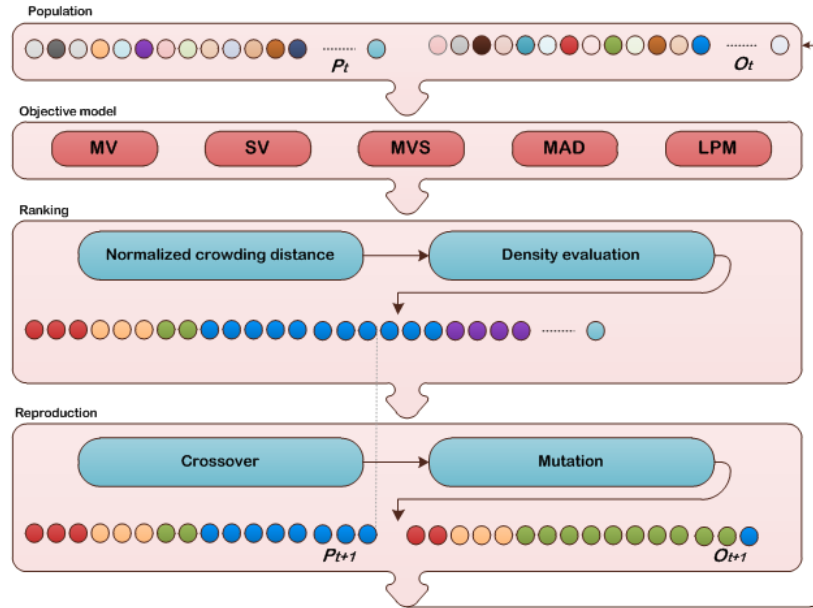 Population
Pt
Ot
Objective model
MV
SV
MVS
MAD
LPM
Ranking
Normalized crowding distance
Density evaluation
Reproduction
Crossover
Mutation
Pt+1
Ot+1